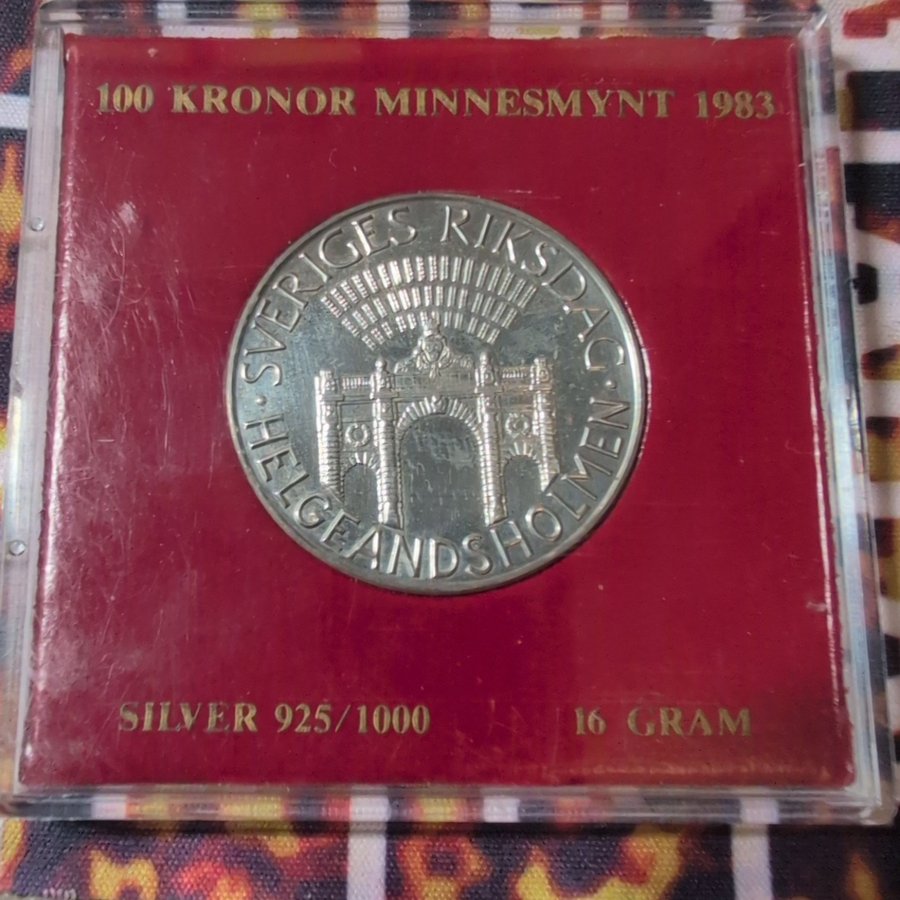 100 KRONOR MINNESMYNT 1983
SVERIGES RIKSDAG
· HELGEANDSHOLMEN ·
SILVER 925/1000
16 GRAM